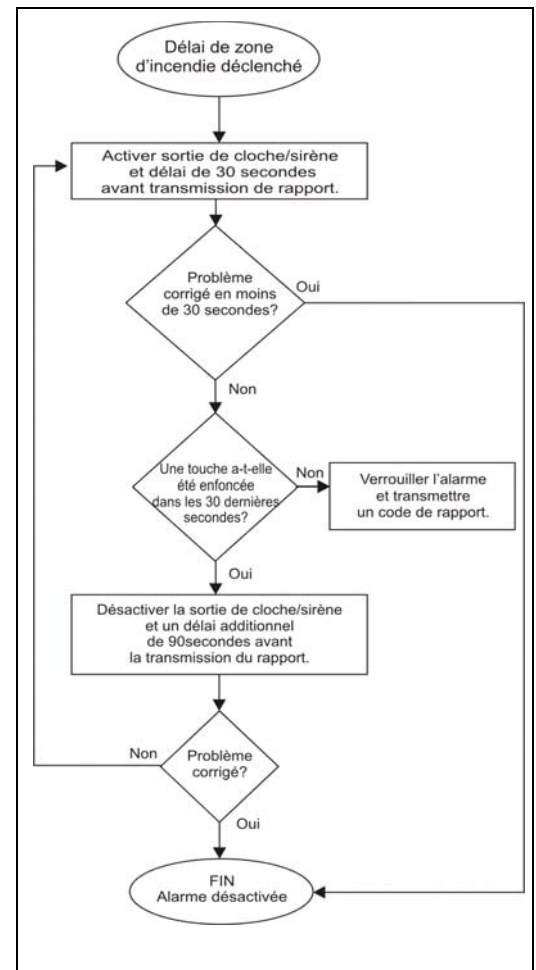 Délai de zone
d'incendie déclenché
Activer sortie de cloche/sirène
et délai de 30 secondes
avant transmission de rapport.
Problème
corrigé en moins
de 30 secondes?
Oui
Non
Une touche a-t-elle
été enfoncée
dans les 30 dernières
secondes?
Non
Verrouiller l'alarme
et transmettre
un code de rapport.
Oui
Désactiver la sortie de cloche/sirène
et un délai additionnel
de 90secondes avant
la transmission du rapport.
Non
Problème
corrigé?
Oui
FIN
Alarme désactivée